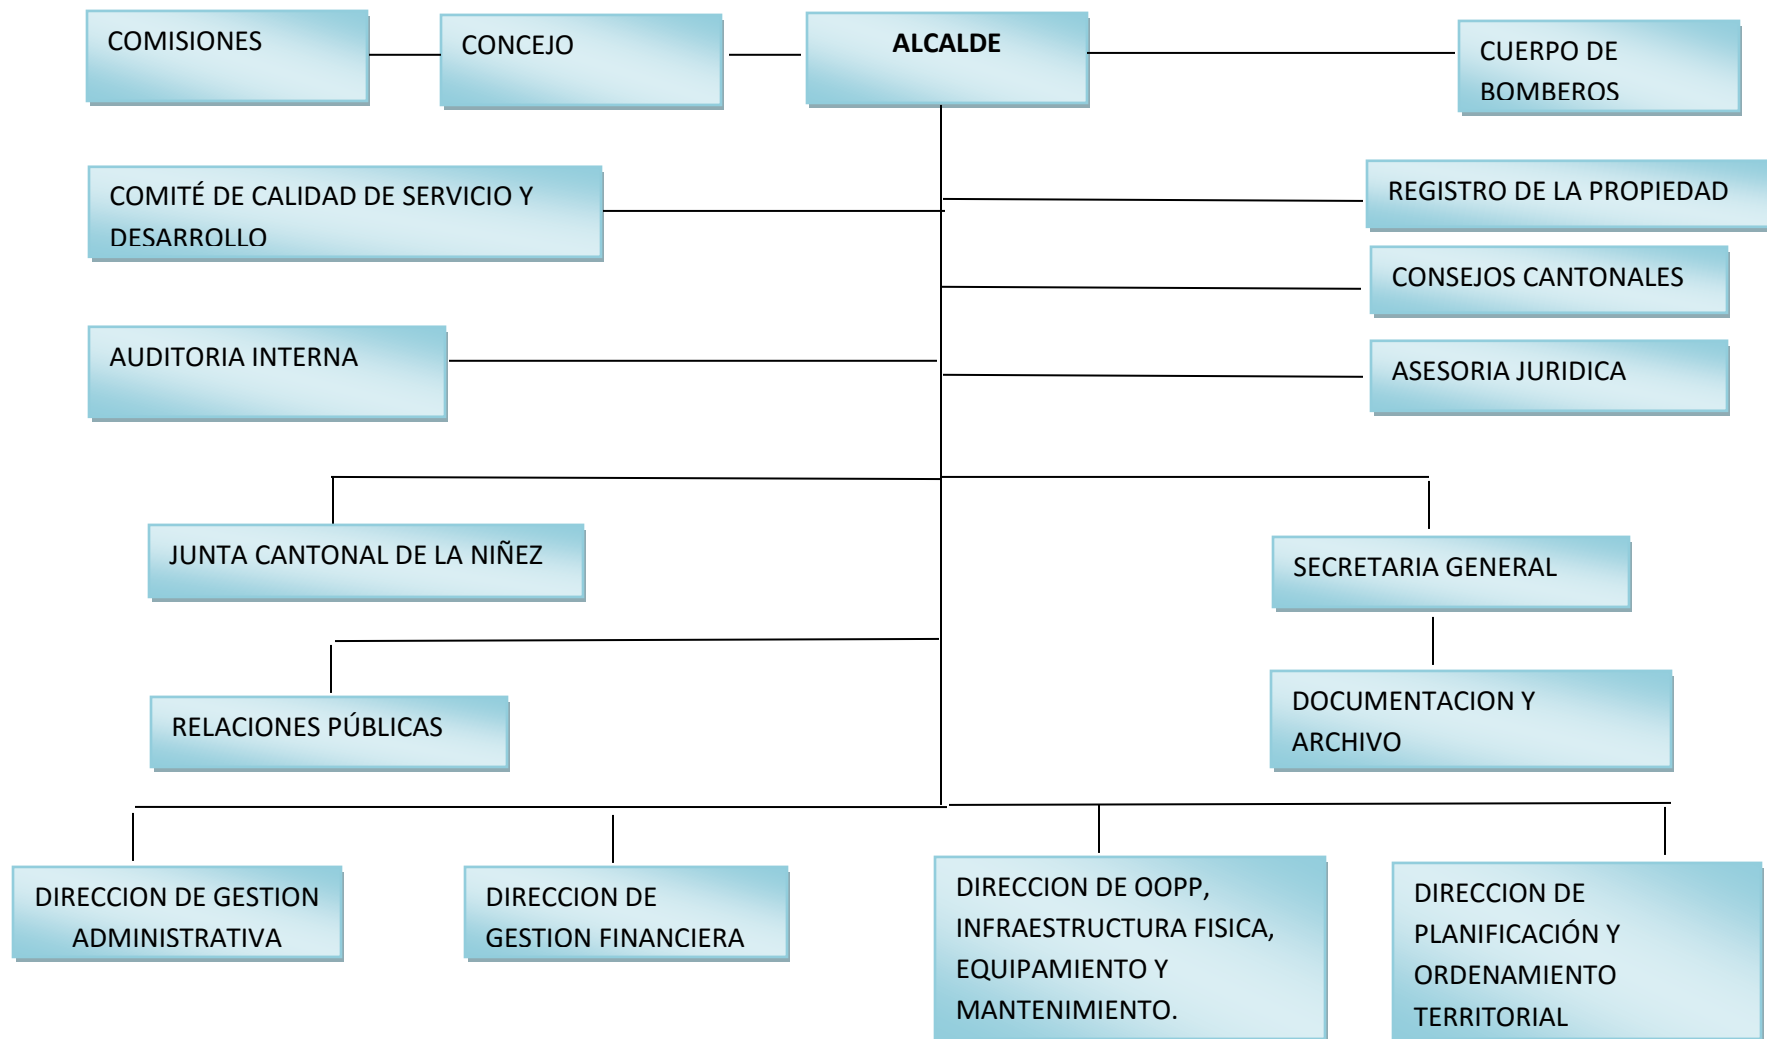 COMISIONES
CONCEJO
ALCALDE
CUERPO DE
BOMBEROS
COMITÉ DE CALIDAD DE SERVICIO Y
DESARROLLO
REGISTRO DE LA PROPIEDAD
CONSEJOS CANTONALES
AUDITORIA INTERNA
ASESORIA JURIDICA
JUNTA CANTONAL DE LA NIÑEZ
SECRETARIA GENERAL
RELACIONES PÚBLICAS
DOCUMENTACION Y
ARCHIVO
DIRECCION DE GESTION
ADMINISTRATIVA
DIRECCION DE
GESTION FINANCIERA
DIRECCION DE OOPP,
INFRAESTRUCTURA FISICA,
EQUIPAMIENTO Y
MANTENIMIENTO.
DIRECCION DE
PLANIFICACIÓN Y
ORDENAMIENTO
TERRITORIAL